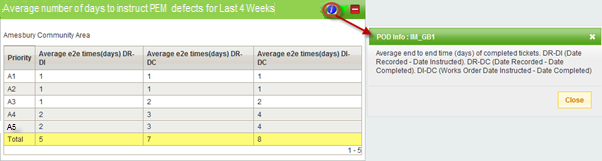 Average number of days to instruct PEM defects for Last 4 Weeks
Amesbury Community Area
Priority Average e2e times(days) DR-DI Average e2e times(days) DR-DC Average e2e times(days) DI-DC
A1 1 1 1
A2 1 1 1
A3 1 2 2
A4 2 3 4
A5 2 3 4
Total 5 7 8
1 - 5
POD Info : IM_GB1
Average end to end time (days) of completed tickets. DR-DI (Date
Recorded - Date Instructed). DR-DC (Date Recorded - Date
Completed). DI-DC (Works Order Date Instructed - Date Completed)
Close